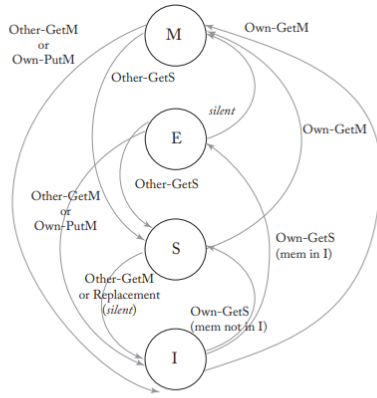 Other-GetM
or
Own-PutM
M
Own-GetM
Other-GetS
silent
E
Own-GetM
Other-GetS
Other-GetM
or
Own-PutM
S
Own-GetS
(mem in I)
Other-GetM
or Replacement
(silent)
Own-GetS
(mem not in I)
I